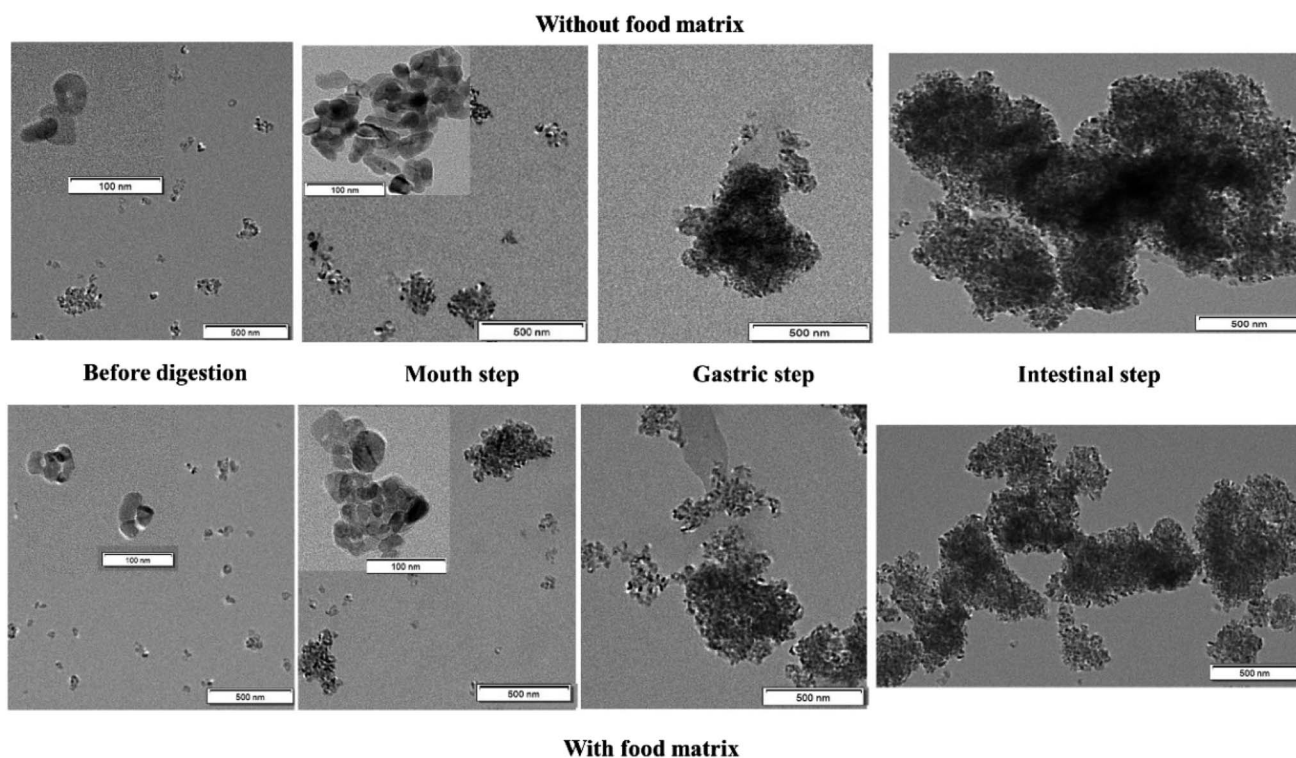 Without food matrix
100 nm
500 nm
100 nm
500 nm
500 nm
500 nm
Before digestion
Mouth step
Gastric step
Intestinal step
100 nm
500 nm
100 nm
500 nm
500 nm
500 nm
With food matrix